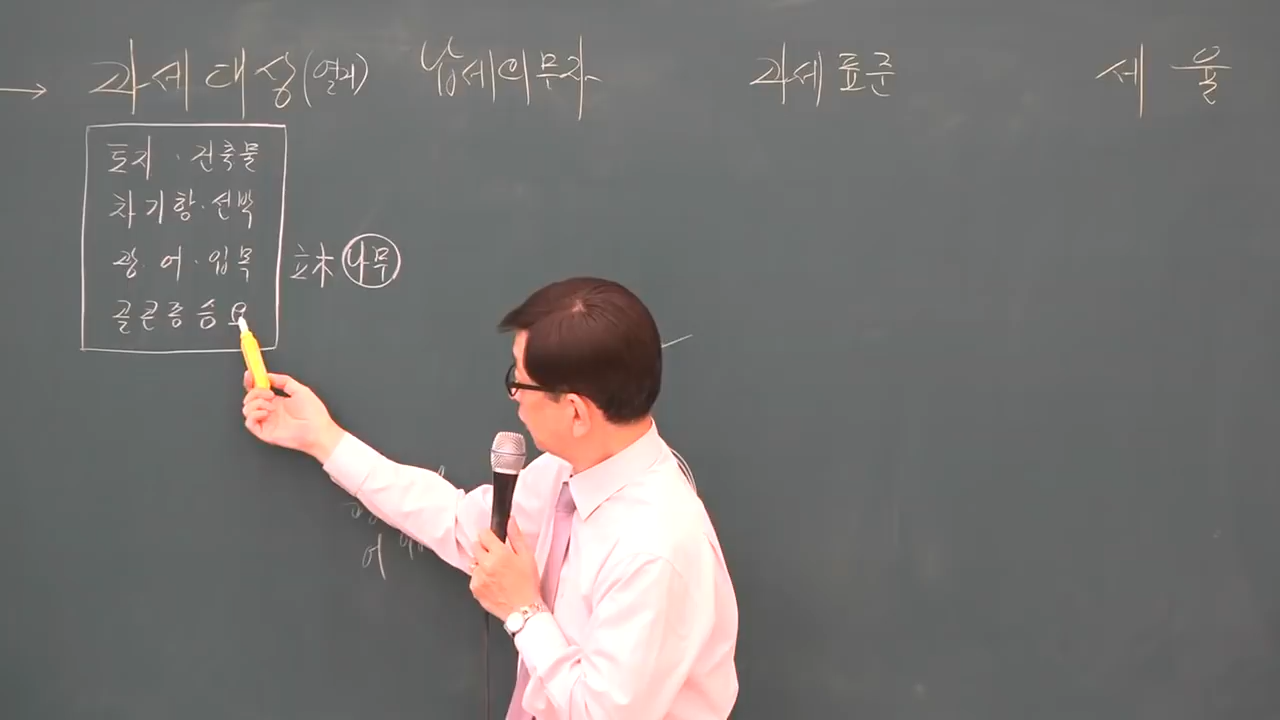 → 과세대상(열거) 납세의무자 과세표준 세율
토지 · 건축물
차기항 · 선박
광 · 어 · 입목 立木 나무
골콘종승요
어